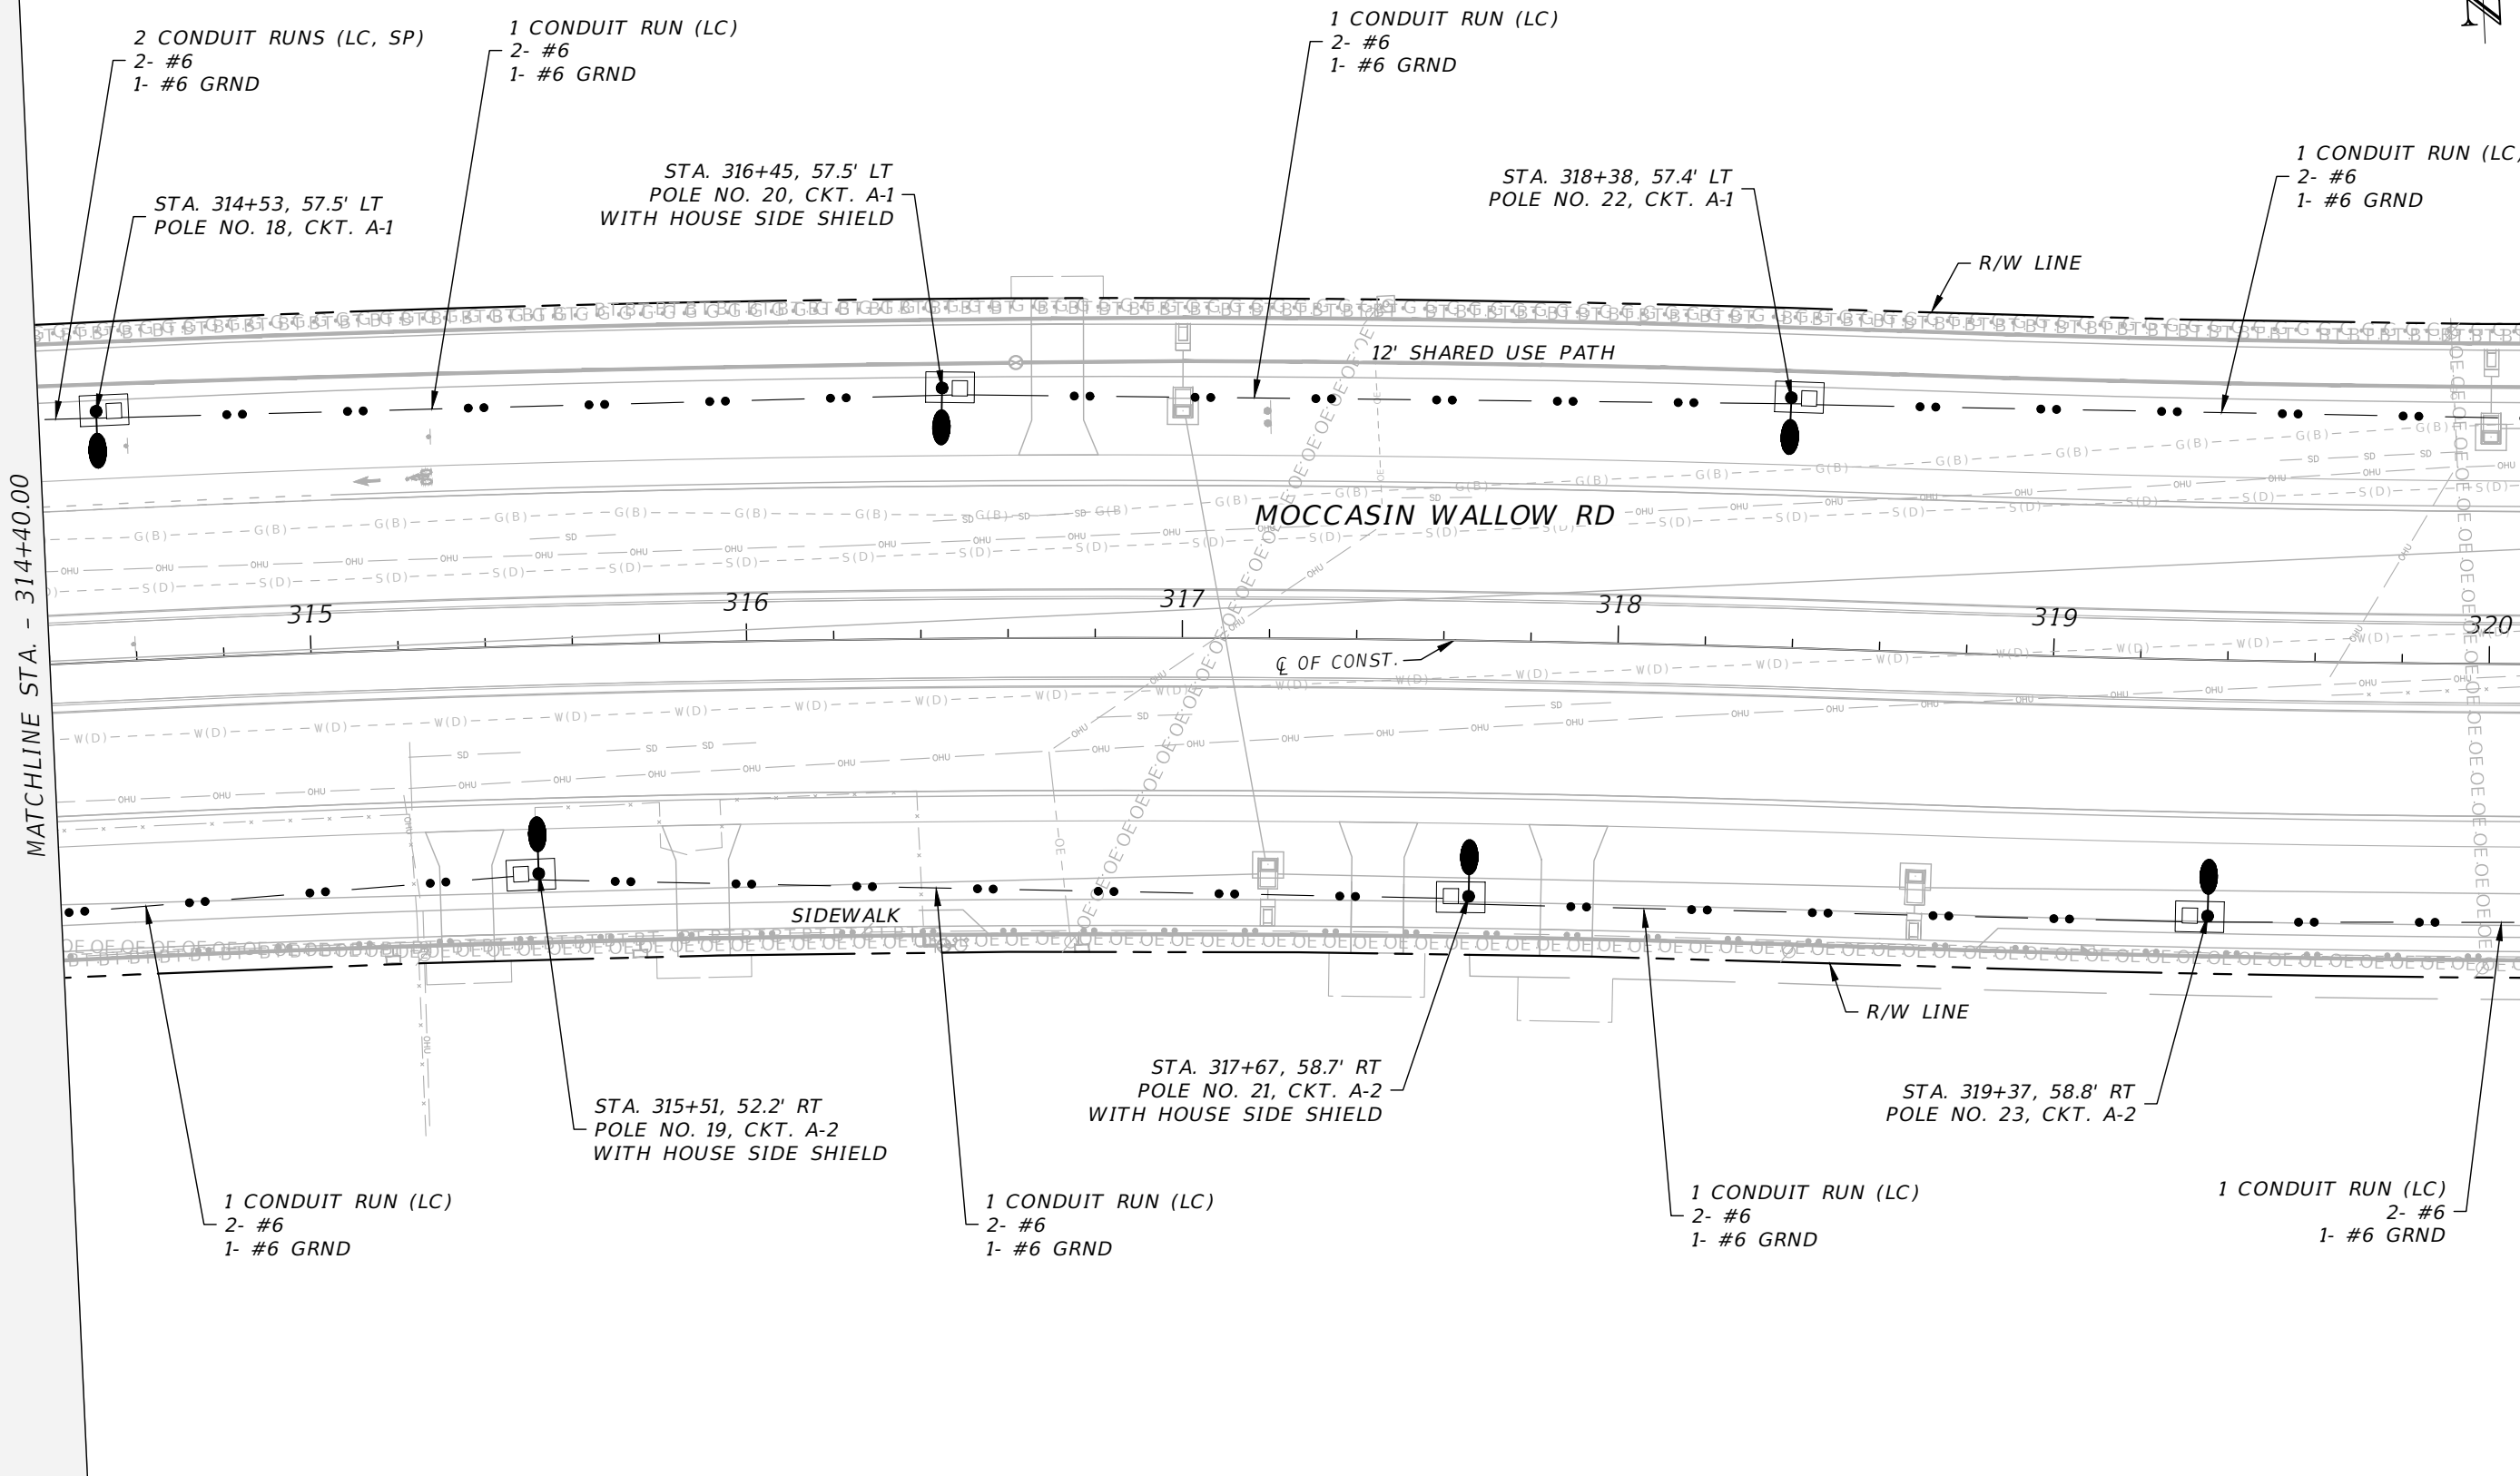 2 CONDUIT RUNS (LC, SP)
2- #6
1- #6 GRND
1 CONDUIT RUN (LC)
2- #6
1- #6 GRND
1 CONDUIT RUN (LC)
2- #6
1- #6 GRND
1 CONDUIT RUN (LC)
2- #6
1- #6 GRND
STA. 314+53, 57.5' LT
POLE NO. 18, CKT. A-1
STA. 316+45, 57.5' LT
POLE NO. 20, CKT. A-1
WITH HOUSE SIDE SHIELD
STA. 318+38, 57.4' LT
POLE NO. 22, CKT. A-1
R/W LINE
12' SHARED USE PATH
MOCCASIN WALLOW RD
MATCHLINE STA. - 314+40.00
315
316
317
318
319
320
℄ OF CONST.
SIDEWALK
R/W LINE
STA. 315+51, 52.2' RT
POLE NO. 19, CKT. A-2
WITH HOUSE SIDE SHIELD
STA. 317+67, 58.7' RT
POLE NO. 21, CKT. A-2
WITH HOUSE SIDE SHIELD
STA. 319+37, 58.8' RT
POLE NO. 23, CKT. A-2
1 CONDUIT RUN (LC)
2- #6
1- #6 GRND
1 CONDUIT RUN (LC)
2- #6
1- #6 GRND
1 CONDUIT RUN (LC)
2- #6
1- #6 GRND
1 CONDUIT RUN (LC)
2- #6
1- #6 GRND